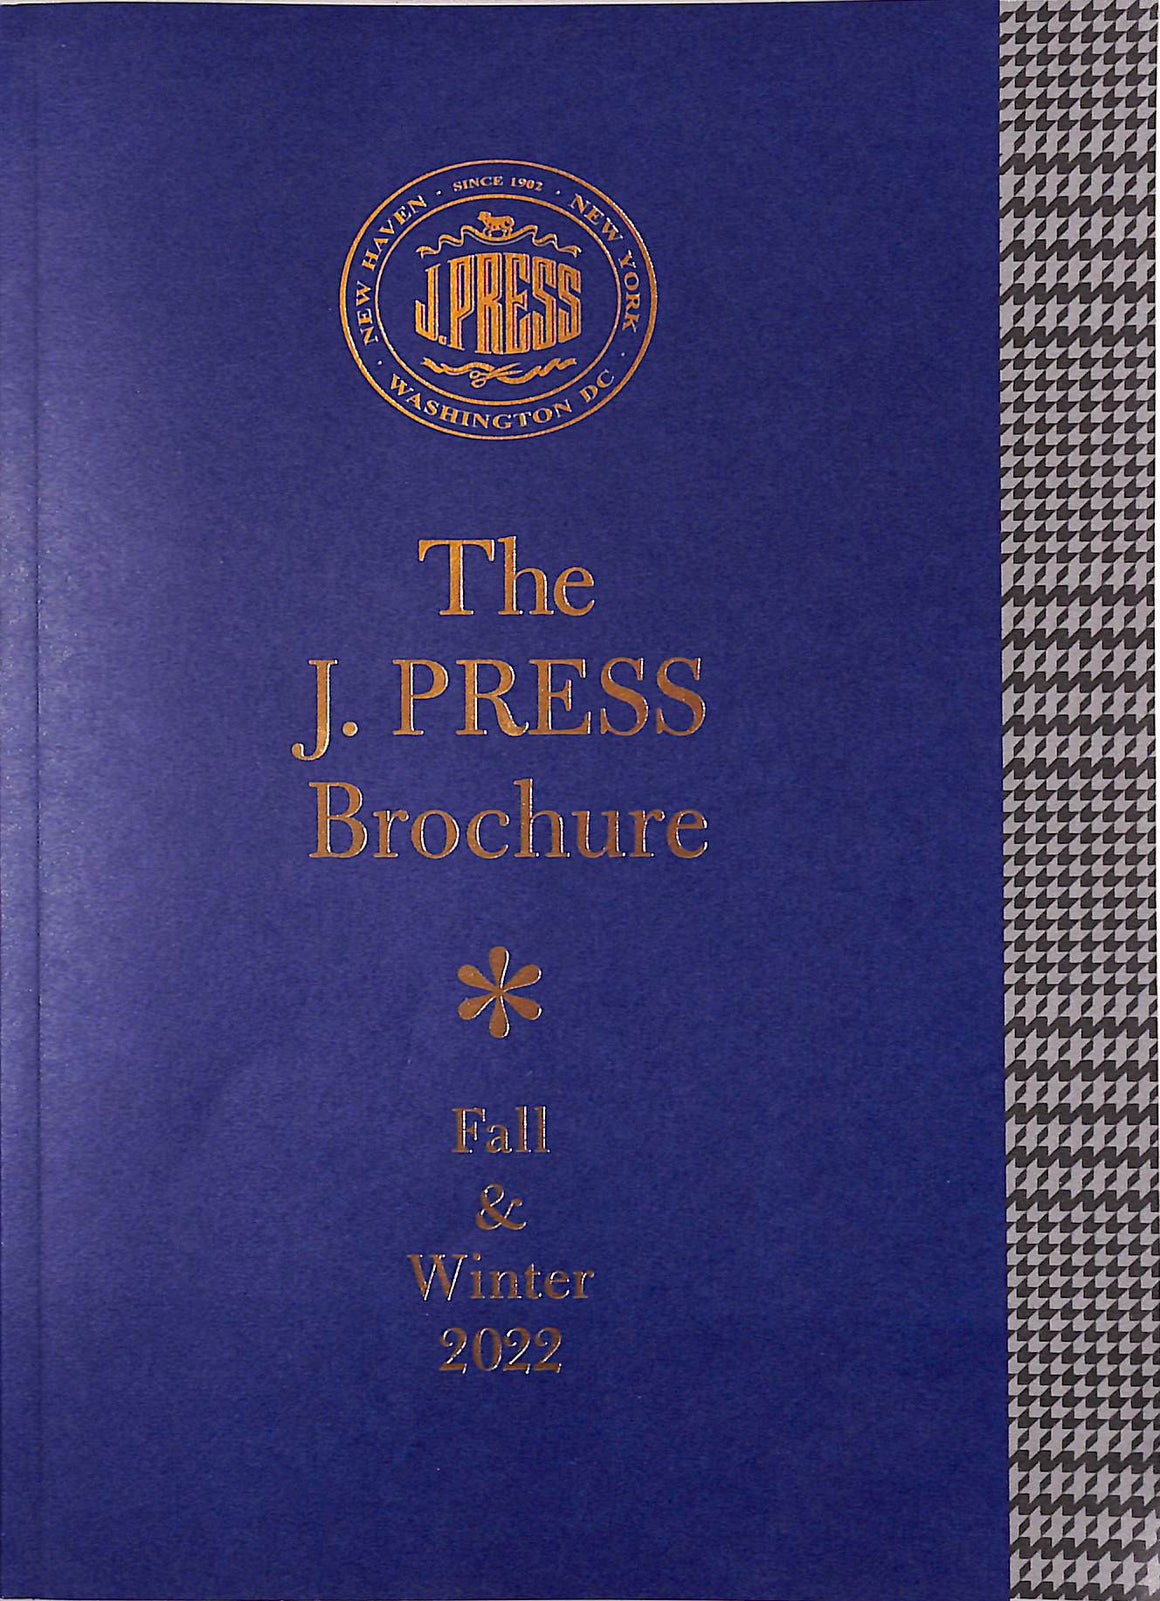 SINCE 1902
NEW HAVEN · NEW YORK · WASHINGTON DC
J. PRESS
The
J. PRESS
Brochure
*
Fall
&
Winter
2022